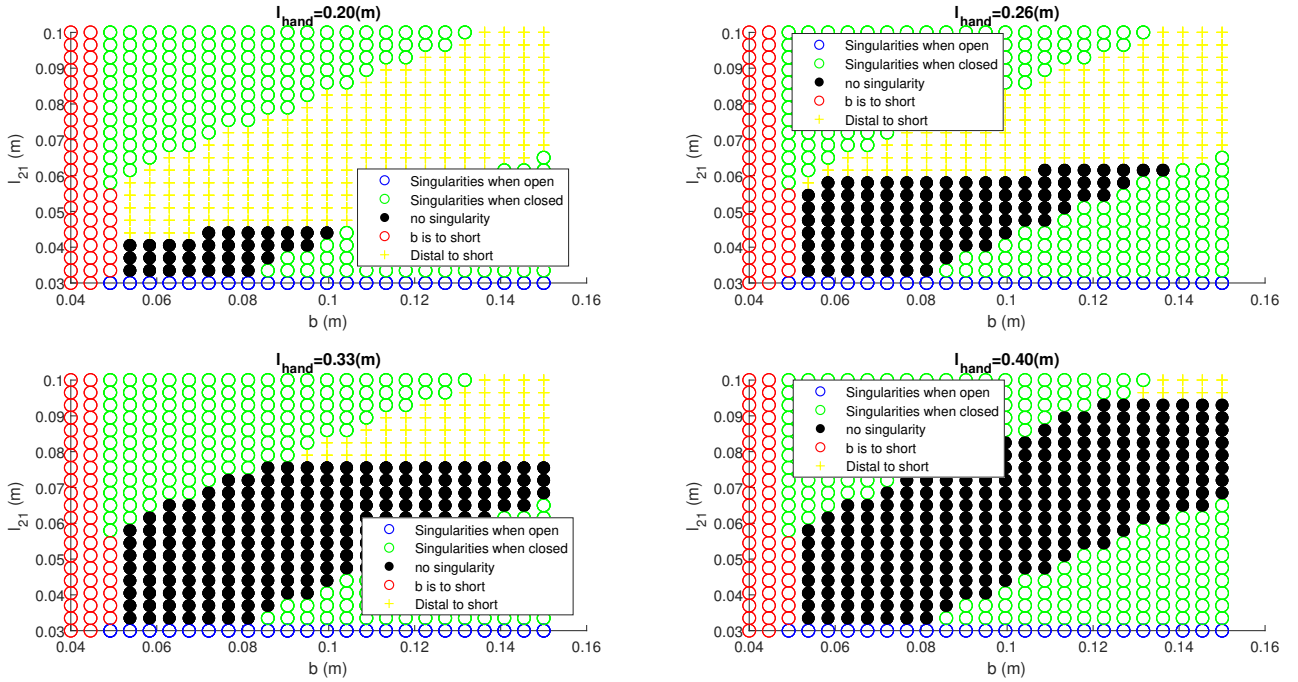 l_hand=0.20(m)
0.1
0.09
0.08
0.07
0.06
0.05
0.04
0.03
l_21 (m)
0.04
0.06
0.08
0.1
0.12
0.14
0.16
b (m)
Singularities when open
Singularities when closed
no singularity
b is to short
Distal to short
l_hand=0.26(m)
0.1
0.09
0.08
0.07
0.06
0.05
0.04
0.03
l_21 (m)
0.04
0.06
0.08
0.1
0.12
0.14
0.16
b (m)
Singularities when open
Singularities when closed
no singularity
b is to short
Distal to short
l_hand=0.33(m)
0.1
0.09
0.08
0.07
0.06
0.05
0.04
0.03
l_21 (m)
0.04
0.06
0.08
0.1
0.12
0.14
0.16
b (m)
Singularities when open
Singularities when closed
no singularity
b is to short
Distal to short
l_hand=0.40(m)
0.1
0.09
0.08
0.07
0.06
0.05
0.04
0.03
l_21 (m)
0.04
0.06
0.08
0.1
0.12
0.14
0.16
b (m)
Singularities when open
Singularities when closed
no singularity
b is to short
Distal to short